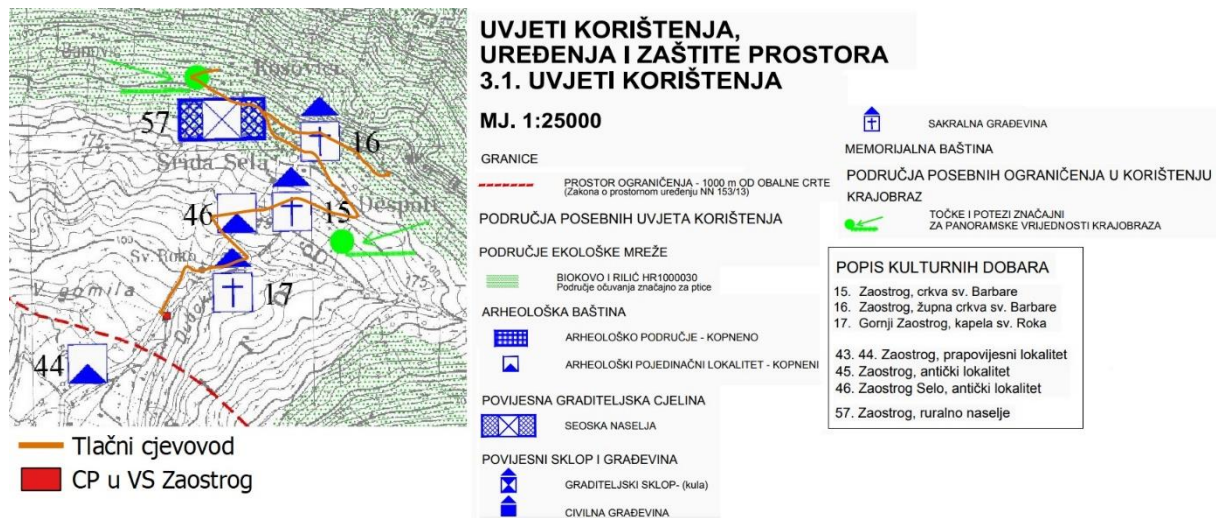 Kosovići
57
16
Srida Sela
46
15
Despoti
Sv. Roko
17
V. gomila
44
175
Tlačni cjevovod
CP u VS Zaostrog
UVJETI KORIŠTENJA,
UREĐENJA I ZAŠTITE PROSTORA
3.1. UVJETI KORIŠTENJA
MJ. 1:25000
GRANICE
PROSTOR OGRANIČENJA - 1000 m OD OBALNE CRTE
(Zakona o prostornom uređenju NN 153/13)
PODRUČJA POSEBNIH UVJETA KORIŠTENJA
PODRUČJE EKOLOŠKE MREŽE
BIOKOVO I RILIĆ HR1000030
Područje očuvanja značajno za ptice
ARHEOLOŠKA BAŠTINA
ARHEOLOŠKO PODRUČJE - KOPNENO
ARHEOLOŠKI POJEDINAČNI LOKALITET - KOPNENI
POVIJESNA GRADITELJSKA CJELINA
SEOSKA NASELJA
POVIJESNI SKLOP I GRAĐEVINA
GRADITELJSKI SKLOP- (kula)
CIVILNA GRAĐEVINA
SAKRALNA GRAĐEVINA
MEMORIJALNA BAŠTINA
PODRUČJA POSEBNIH OGRANIČENJA U KORIŠTENJU
KRAJOBRAZ
TOČKE I POTEZI ZNAČAJNI
ZA PANORAMSKE VRIJEDNOSTI KRAJOBRAZA
POPIS KULTURNIH DOBARA
15. Zaostrog, crkva sv. Barbare
16. Zaostrog, župna crkva sv. Barbare
17. Gornji Zaostrog, kapela sv. Roka
43. 44. Zaostrog, prapovijesni lokalitet
45. Zaostrog, antički lokalitet
46. Zaostrog Selo, antički lokalitet
57. Zaostrog, ruralno naselje